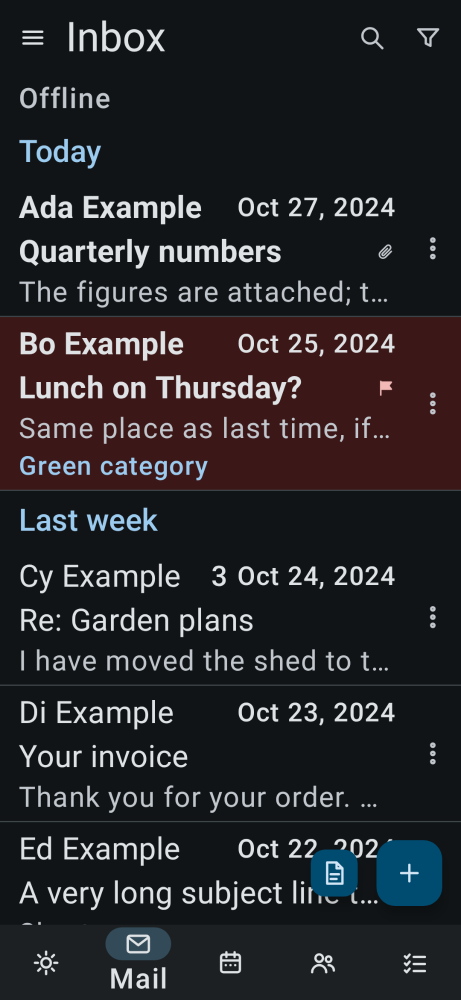 Inbox
Offline
Today
Ada Example Oct 27, 2024
Quarterly numbers
The figures are attached; t…
Bo Example Oct 25, 2024
Lunch on Thursday?
Same place as last time, if…
Green category
Last week
Cy Example 3 Oct 24, 2024
Re: Garden plans
I have moved the shed to t…
Di Example Oct 23, 2024
Your invoice
Thank you for your order. …
Ed Example Oct 22, 202
A very long subject line t…
Mail